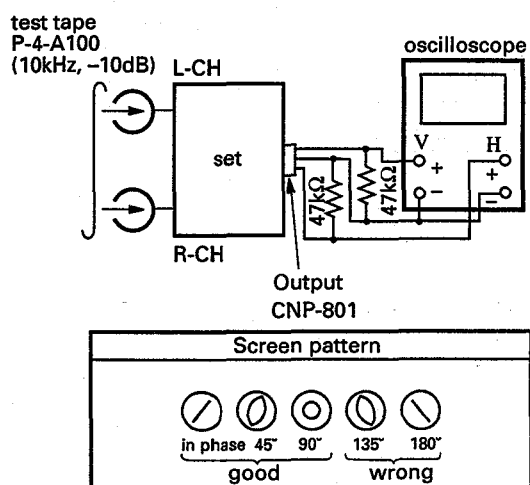 test tape
P-4-A100
(10kHz, –10dB)
L-CH
oscilloscope
set
V
H
+
–
+
–
47kΩ
47kΩ
R-CH
Output
CNP-801
Screen pattern
in phase 45˘ 90˘ 135˘ 180˘
good wrong